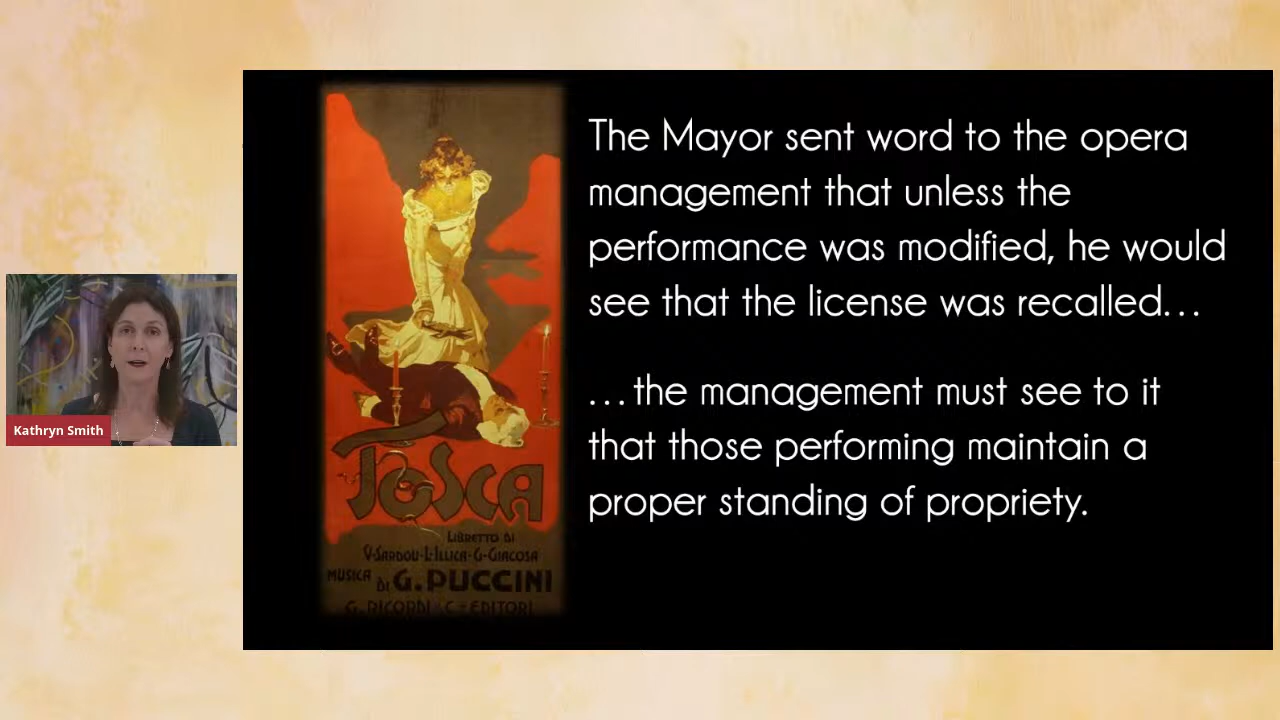 The Mayor sent word to the opera
management that unless the
performance was modified, he would
see that the license was recalled...
...the management must see to it
that those performing maintain a
proper standing of propriety.
Kathryn Smith
TOSCA
LIBRETTO DI
V·SARDOU·L·ILLICA·G·GIACOSA
MUSICA DI G. PUCCINI
G. RICORDI & C - EDITORI